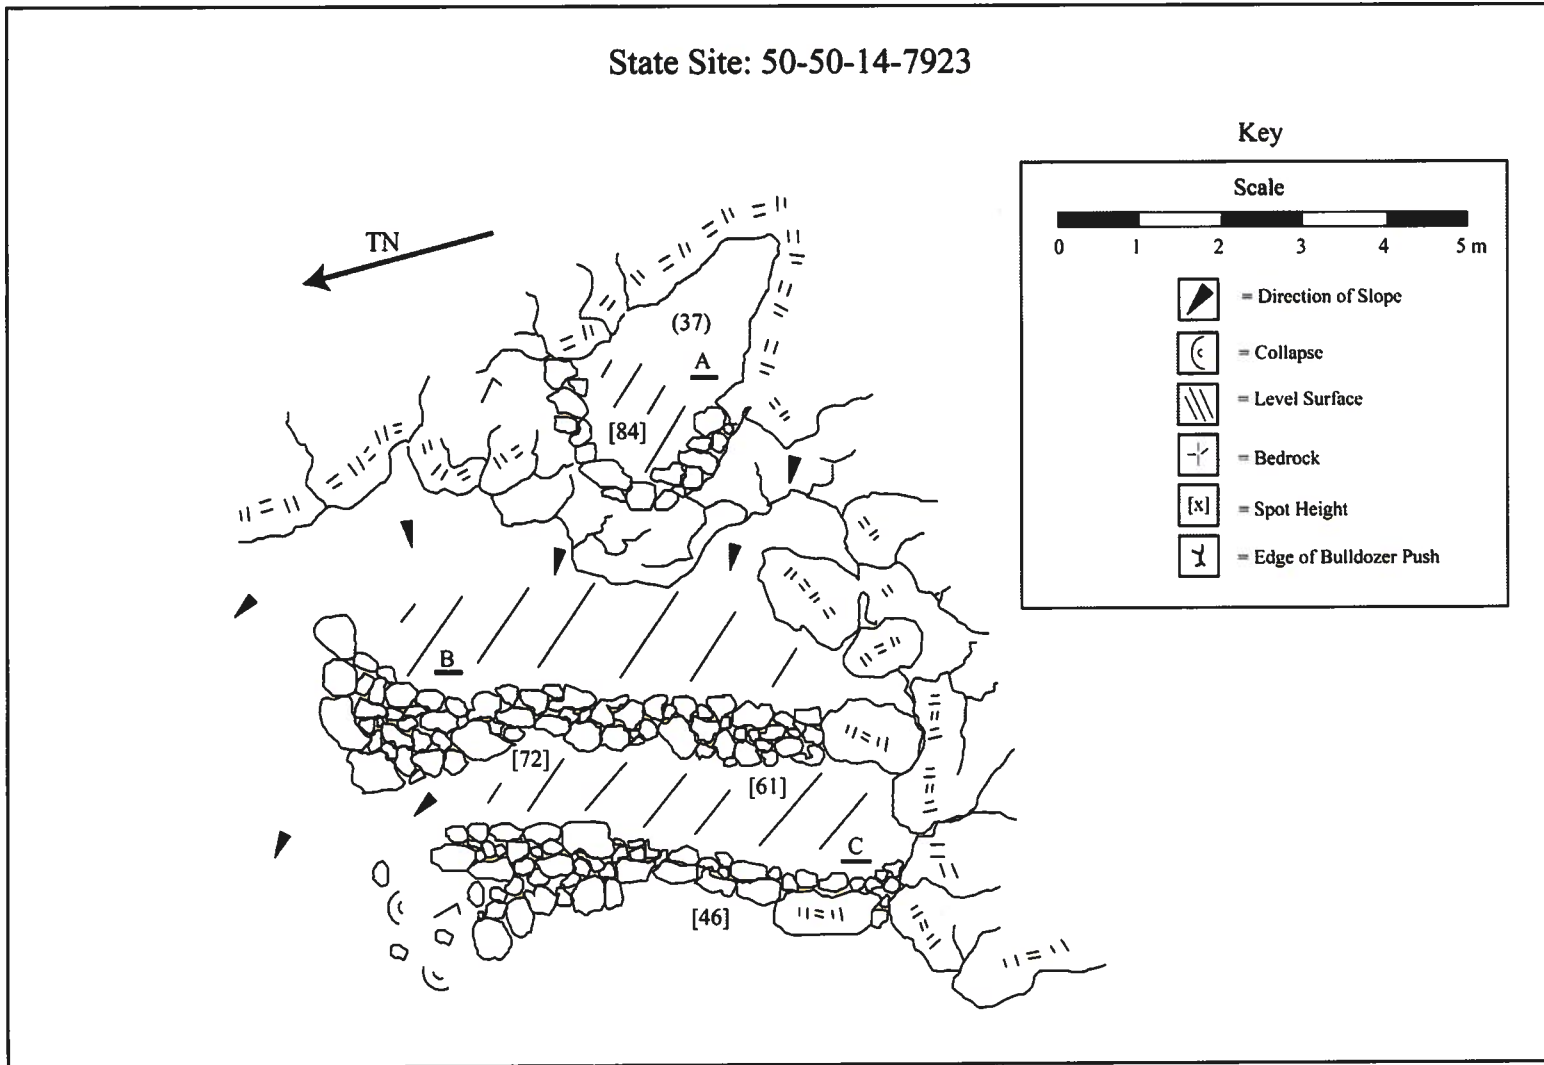 State Site: 50-50-14-7923
Key
Scale
0 1 2 3 4 5 m
= Direction of Slope
= Collapse
= Level Surface
= Bedrock
[x] = Spot Height
= Edge of Bulldozer Push
TN
(37)
A
[84]
B
[72]
[61]
C
[46]